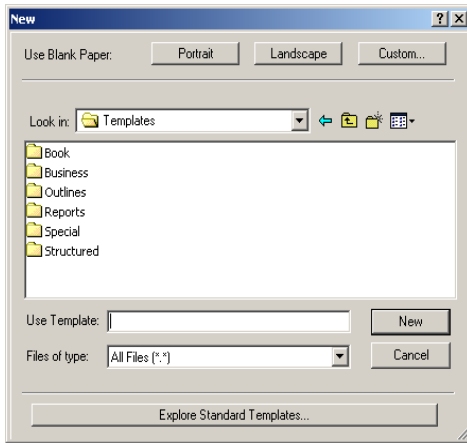 New
Use Blank Paper: Portrait Landscape Custom...
Look in: Templates
Book
Business
Outlines
Reports
Special
Structured
Use Template: New
Files of type: All Files (*.*) Cancel
Explore Standard Templates...